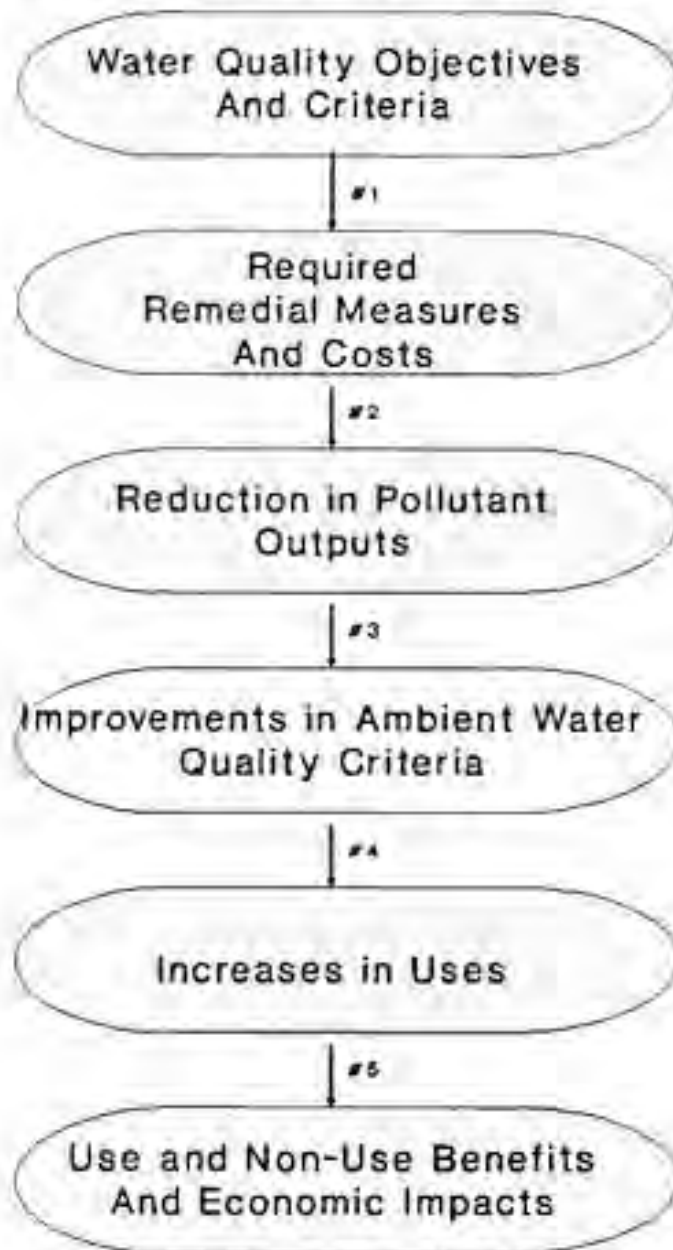 Water Quality Objectives
And Criteria
#1
Required
Remedial Measures
And Costs
#2
Reduction in Pollutant
Outputs
#3
Improvements in Ambient Water
Quality Criteria
#4
Increases in Uses
#5
Use and Non-Use Benefits
And Economic Impacts